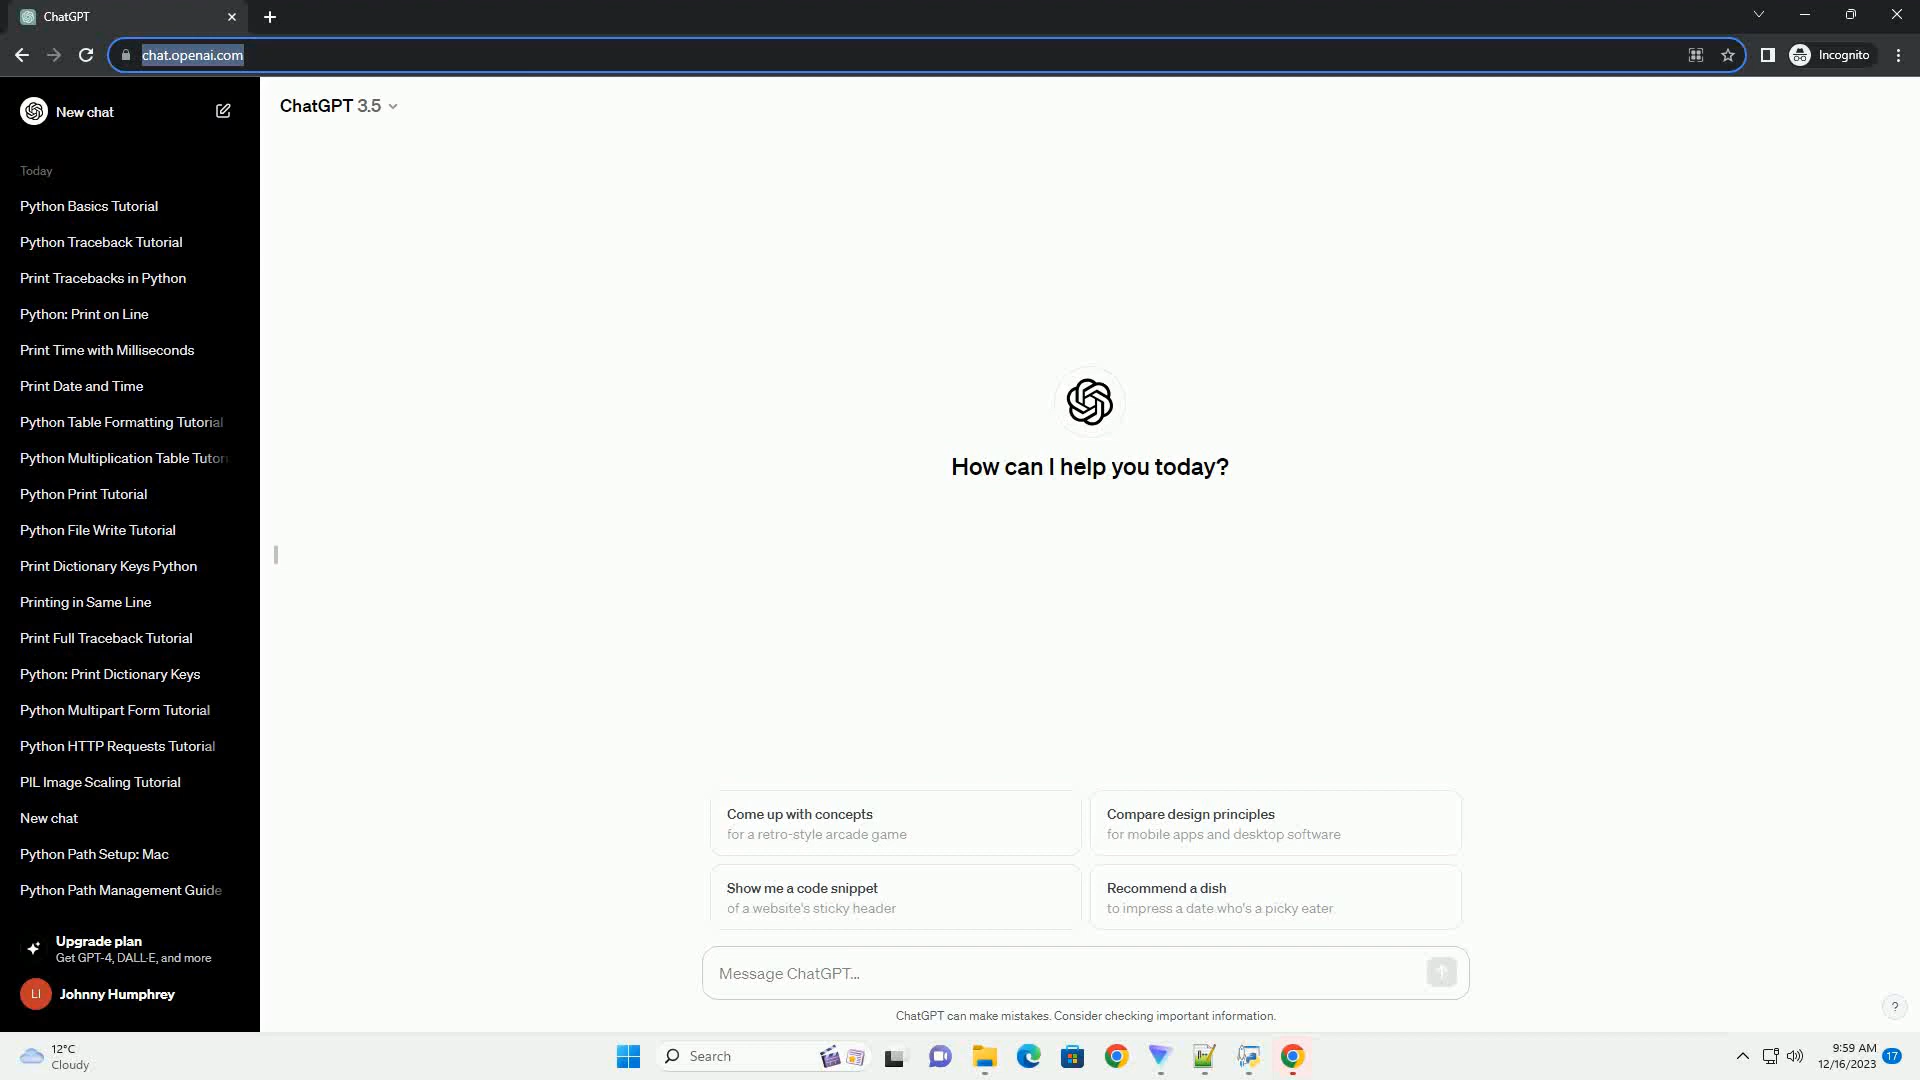 ChatGPT
chat.openai.com
Incognito
New chat
ChatGPT 3.5
Today
Python Basics Tutorial
Python Traceback Tutorial
Print Tracebacks in Python
Python: Print on Line
Print Time with Milliseconds
Print Date and Time
Python Table Formatting Tutorial
Python Multiplication Table Tutori
Python Print Tutorial
Python File Write Tutorial
Print Dictionary Keys Python
Printing in Same Line
Print Full Traceback Tutorial
Python: Print Dictionary Keys
Python Multipart Form Tutorial
Python HTTP Requests Tutorial
PIL Image Scaling Tutorial
New chat
Python Path Setup: Mac
Python Path Management Guide
Upgrade plan
Get GPT-4, DALL·E, and more
LI
Johnny Humphrey
How can I help you today?
Come up with concepts
for a retro-style arcade game
Compare design principles
for mobile apps and desktop software
Show me a code snippet
of a website's sticky header
Recommend a dish
to impress a date who's a picky eater
Message ChatGPT...
ChatGPT can make mistakes. Consider checking important information.
?
12°C
Cloudy
Search
9:59 AM
12/16/2023
17